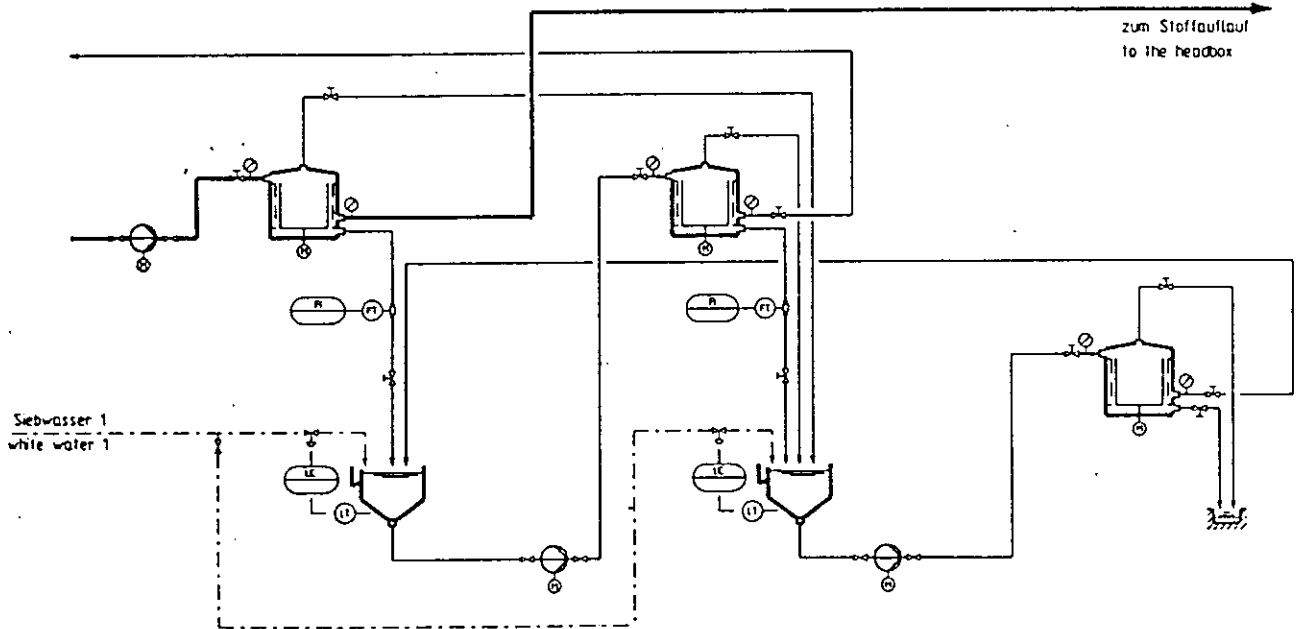 zum Stoffauflauf
to the headbox
M
M
M
FI
FT
FI
FT
M
Siebwasser 1
white water 1
LC
LC
LT
LT
M
M